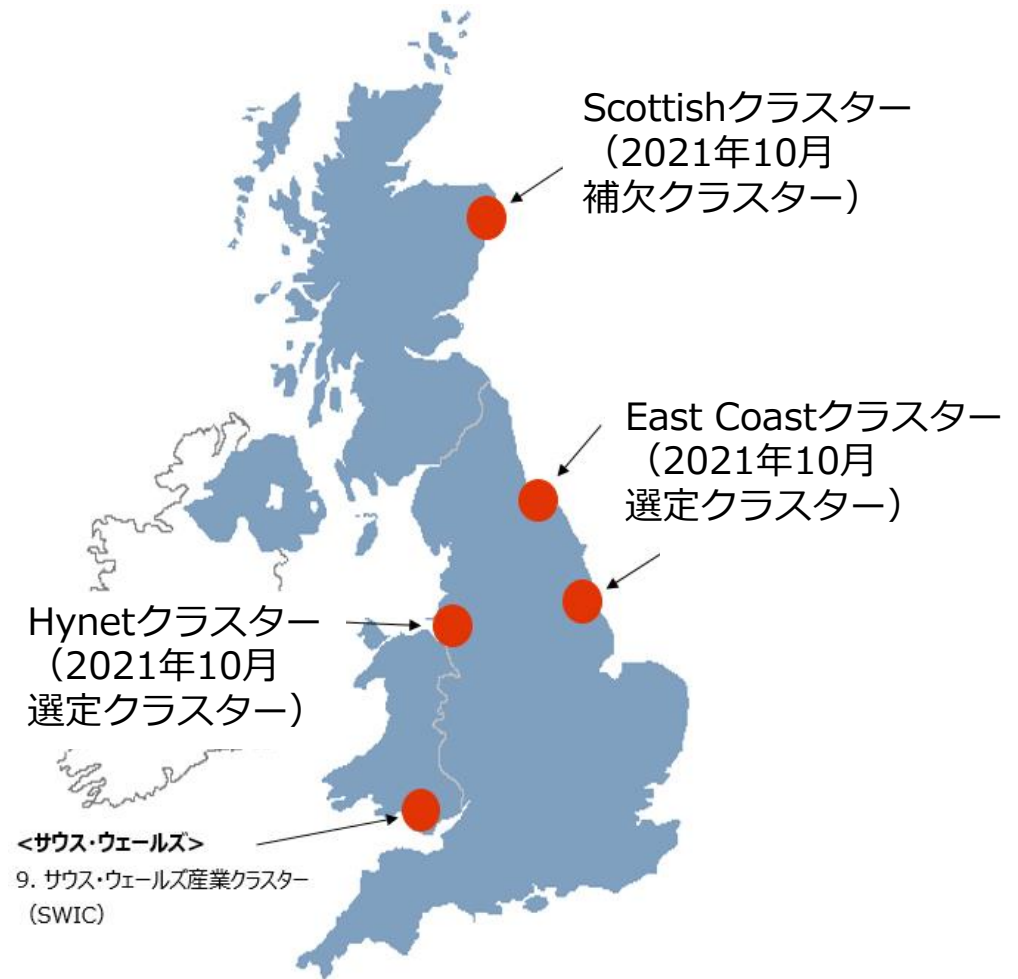 Scottishクラスター
（2021年10月
補欠クラスター）
East Coastクラスター
（2021年10月
選定クラスター）
Hynetクラスター
（2021年10月
選定クラスター）
<サウス・ウェールズ>
9. サウス・ウェールズ産業クラスター
（SWIC）